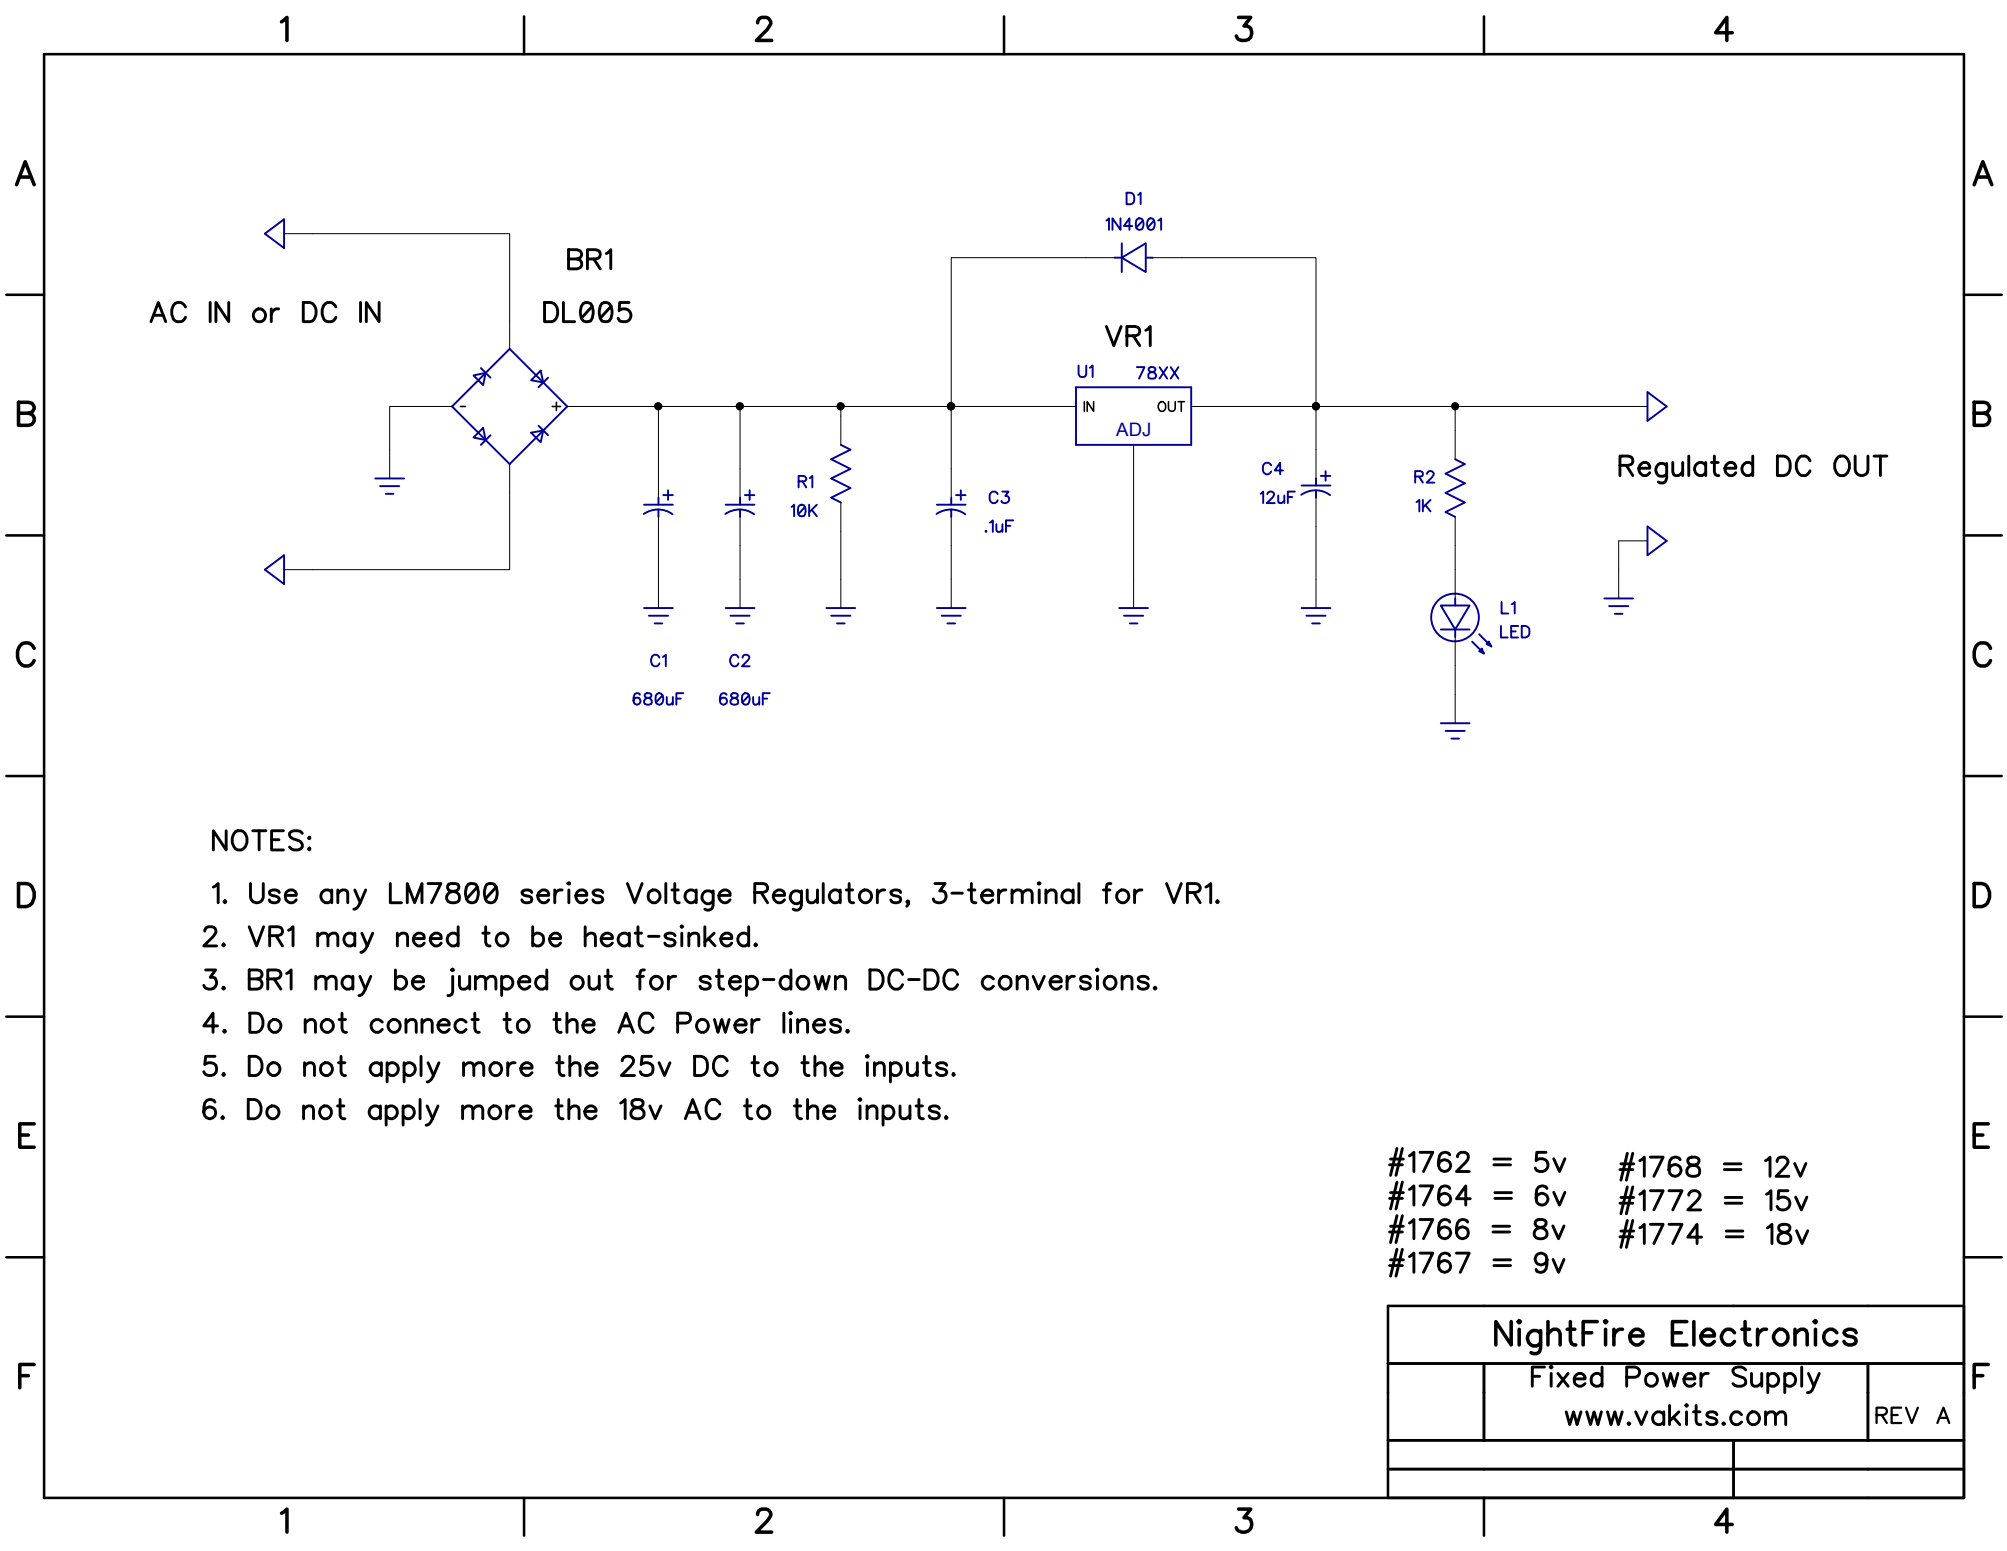 1 2 3 4
A A
D1
1N4001
BR1
AC IN or DC IN DL005
VR1
U1 78XX
B - + IN OUT B
ADJ
C4
12uF
Regulated DC OUT
R1
10K
R2
1K
C3
.1uF
L1
LED
C C
C1 C2
680uF 680uF
NOTES:
D D
1. Use any LM7800 series Voltage Regulators, 3-terminal for VR1.
2. VR1 may need to be heat-sinked.
3. BR1 may be jumped out for step-down DC-DC conversions.
4. Do not connect to the AC Power lines.
5. Do not apply more the 25v DC to the inputs.
6. Do not apply more the 18v AC to the inputs.
E E
#1762 = 5v #1768 = 12v
#1764 = 6v #1772 = 15v
#1766 = 8v #1774 = 18v
#1767 = 9v
NightFire Electronics
F F
Fixed Power Supply
www.vakits.com REV A
1 2 3 4